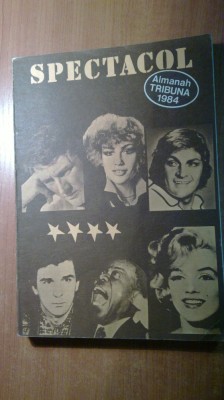 SPECTACOL
Almanah
TRIBUNA
1984